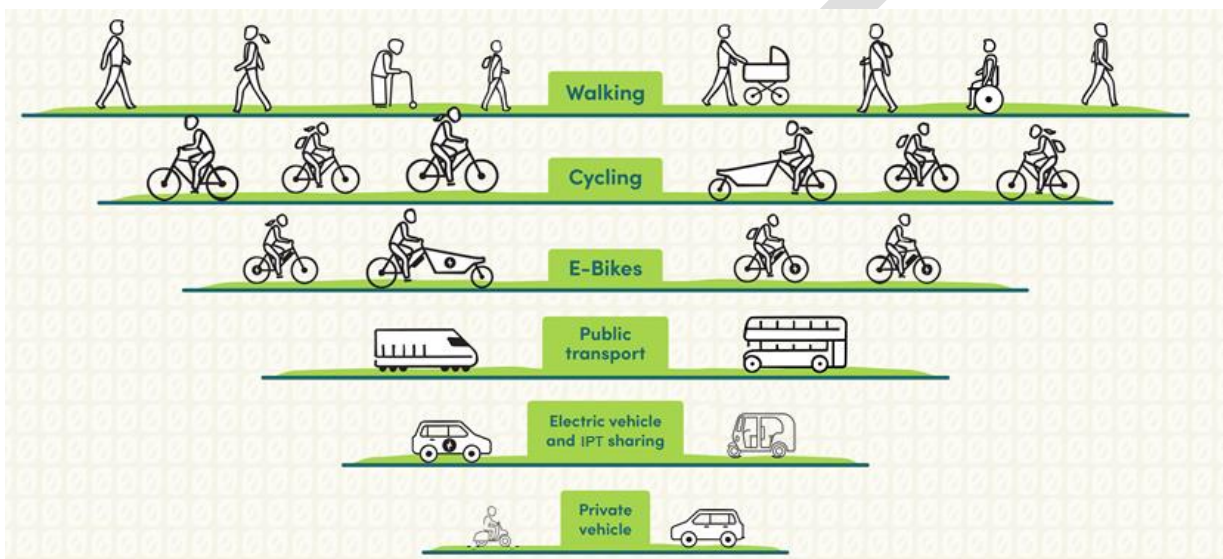 Walking
Cycling
E-Bikes
Public
transport
Electric vehicle
and IPT sharing
Private
vehicle